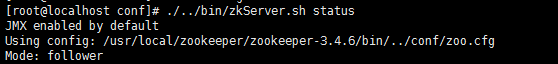 [root@localhost conf]# ./../bin/zkServer.sh status
JMX enabled by default
Using config: /usr/local/zookeeper/zookeeper-3.4.6/bin/../conf/zoo.cfg
Mode: follower